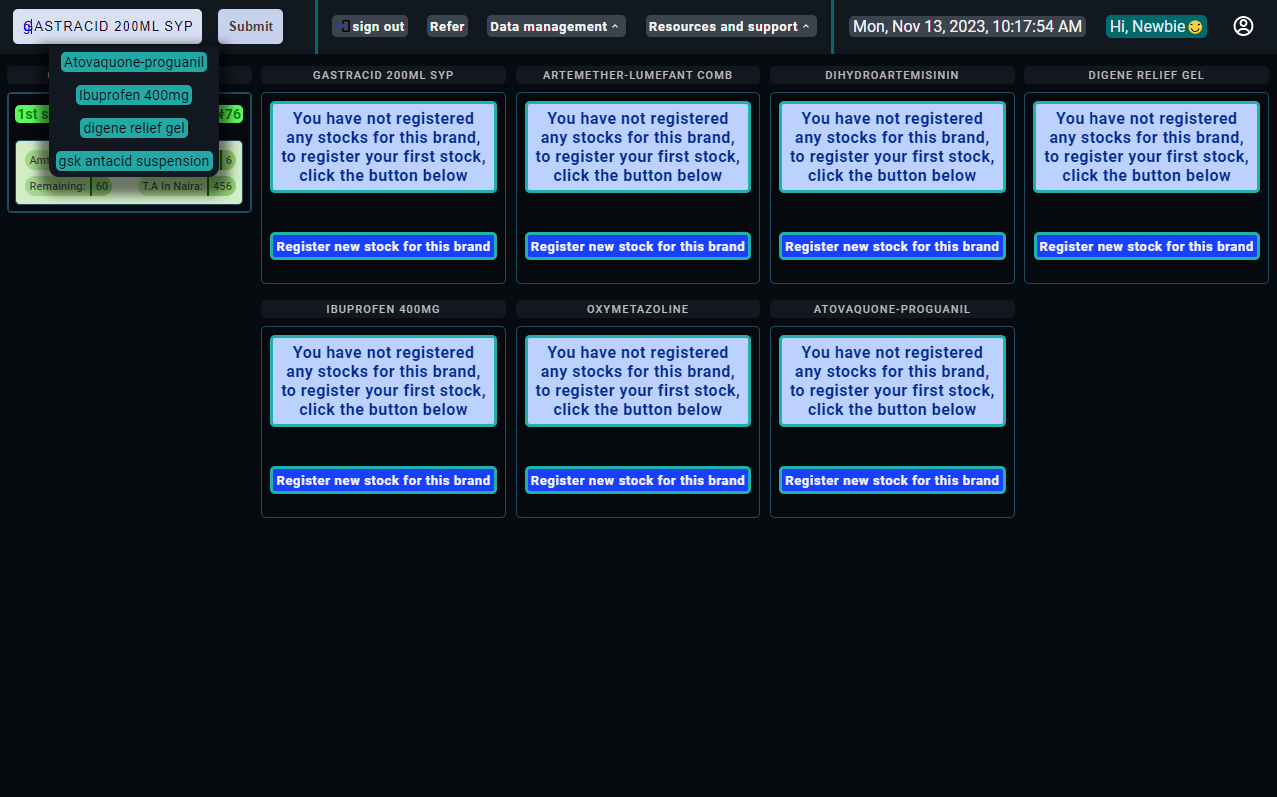 gASTRACID 200ML SYP
Submit
sign out
Refer
Data management
Resources and support
Mon, Nov 13, 2023, 10:17:54 AM
Hi, Newbie
Atovaquone-proguanil
Ibuprofen 400mg
digene relief gel
gsk antacid suspension
1st s
₦76
Amt
6
Remaining: 60
T.A In Naira: 456
GASTRACID 200ML SYP
You have not registered
any stocks for this brand,
to register your first stock,
click the button below
Register new stock for this brand
ARTEMETHER-LUMEFANT COMB
You have not registered
any stocks for this brand,
to register your first stock,
click the button below
Register new stock for this brand
DIHYDROARTEMISININ
You have not registered
any stocks for this brand,
to register your first stock,
click the button below
Register new stock for this brand
DIGENE RELIEF GEL
You have not registered
any stocks for this brand,
to register your first stock,
click the button below
Register new stock for this brand
IBUPROFEN 400MG
You have not registered
any stocks for this brand,
to register your first stock,
click the button below
Register new stock for this brand
OXYMETAZOLINE
You have not registered
any stocks for this brand,
to register your first stock,
click the button below
Register new stock for this brand
ATOVAQUONE-PROGUANIL
You have not registered
any stocks for this brand,
to register your first stock,
click the button below
Register new stock for this brand